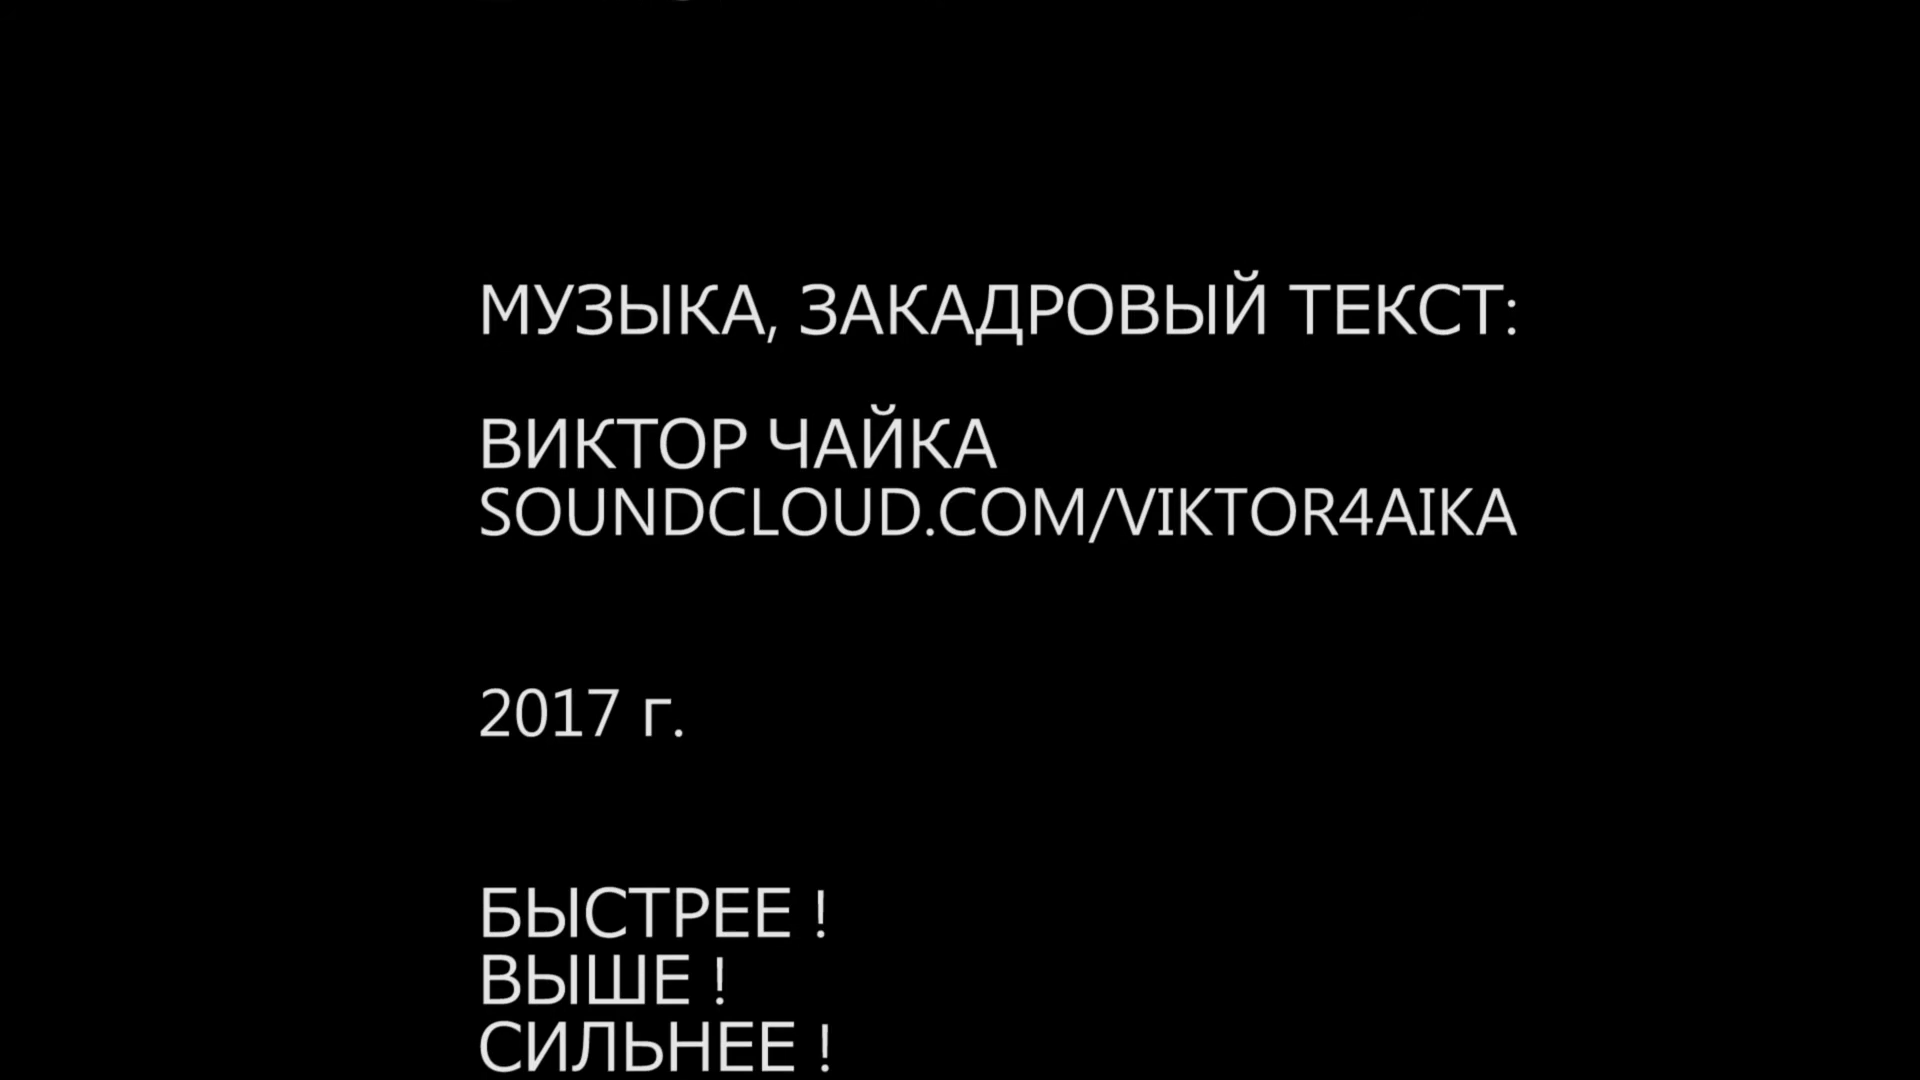 МУЗЫКА, ЗАКАДРОВЫЙ ТЕКСТ:
ВИКТОР ЧАЙКА
SOUNDCLOUD.COM/VIKTOR4AIKA
2017 г.
БЫСТРЕЕ !
ВЫШЕ !
СИЛЬНЕЕ !